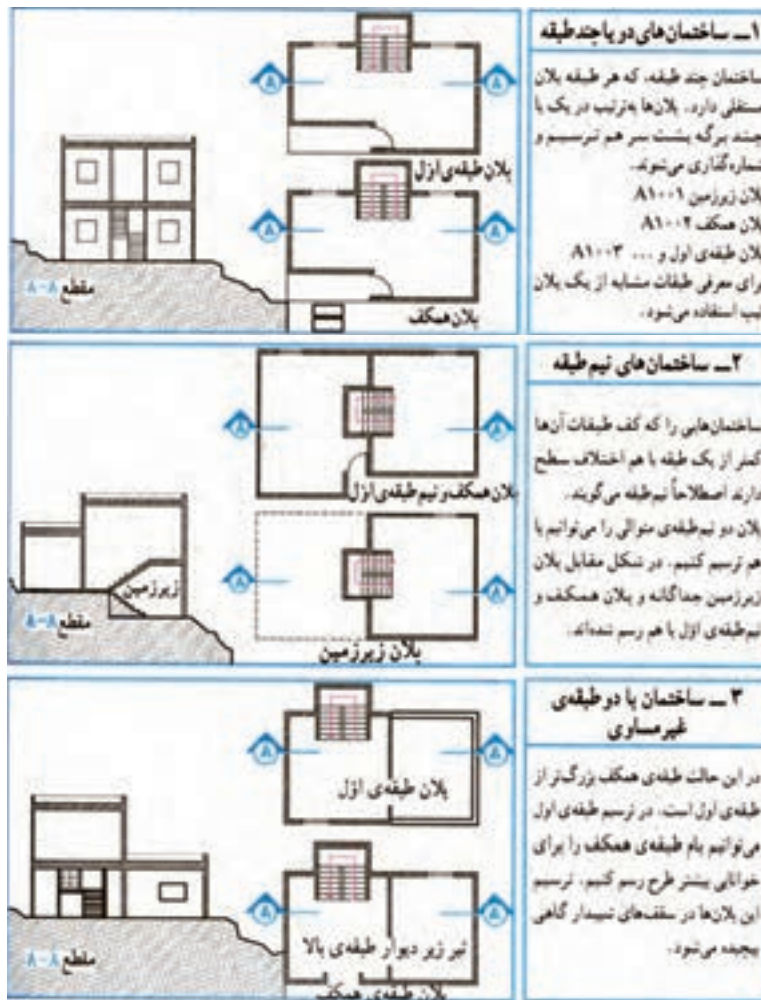 ۱ــ ساختمان‌های دو یا چند طبقه
ساختمان چند طبقه، که هر طبقه پلان
مستقلی دارد. پلان‌ها به‌ترتیب در یک یا
چند برگه پشت سر هم ترسیم و
شماره‌گذاری می‌شوند.
پلان زیرزمین A۱۰۰۱
پلان همکف A۱۰۰۲
پلان طبقه‌ی اول و ... A۱۰۰۳
برای معرفی طبقات مشابه از یک پلان
تیپ استفاده می‌شود.
A
A
پلان طبقه‌ی اوّل
A
A
پلان همکف
مقطع A-A
۲ــ ساختمان‌های نیم‌طبقه
ساختمان‌هایی را که کف طبقات آن‌ها
کمتر از یک طبقه با هم اختلاف سطح
دارند اصطلاحاً نیم‌طبقه می‌گویند.
پلان دو نیم‌طبقه‌ی متوالی را می‌توانیم با
هم ترسیم کنیم. در شکل مقابل پلان
زیرزمین جداگانه و پلان همکف و
نیم‌طبقه‌ی اوّل با هم رسم شده‌اند.
A
A
پلان همکف و نیم طبقه‌ی اوّل
A
A
پلان زیرزمین
زیرزمین
مقطع A-A
۳ ــ ساختمان با دو طبقه‌ی
غیرمساوی
در این حالت طبقه‌ی همکف بزرگ‌تر از
طبقه‌ی اول است. در ترسیم طبقه‌ی اول
می‌توانیم بام طبقه‌ی همکف را برای
خوانایی بیشتر طرح رسم کنیم. ترسیم
این پلان‌ها در سقف‌های شیبدار گاهی
پیچیده می‌شود.
A
A
پلان طبقه‌ی اوّل
A
A
تیر زیر دیوار طبقه‌ی بالا
پلان طبقه‌ی همکف
مقطع A-A